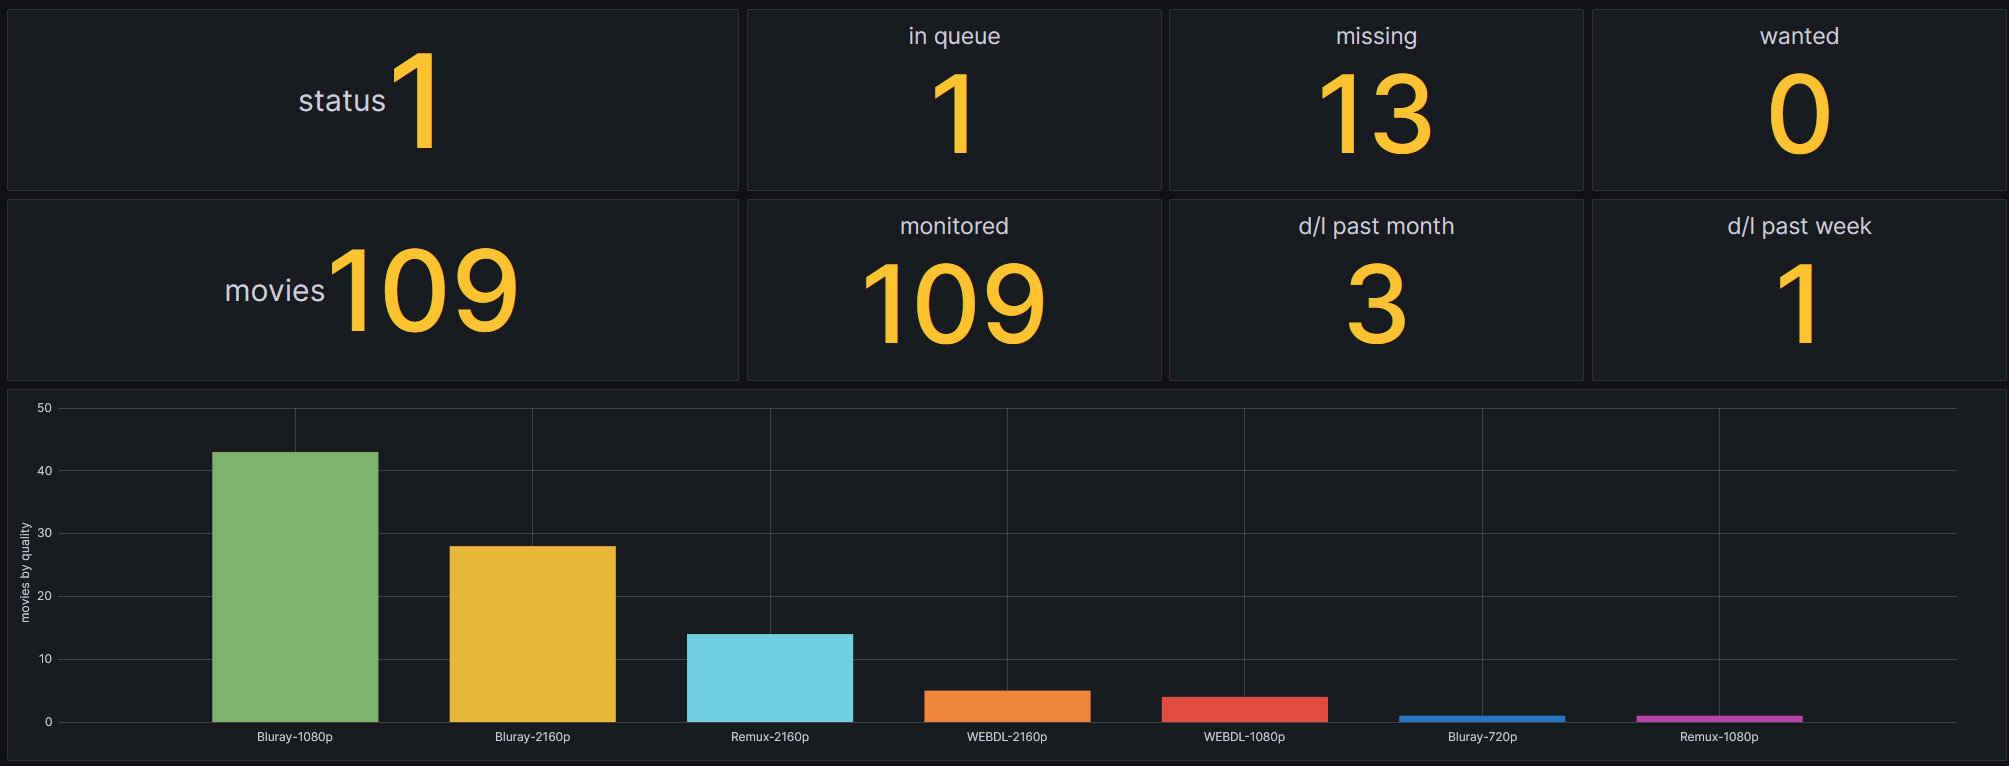 status 1
in queue
1
missing
13
wanted
0
movies 109
monitored
109
d/l past month
3
d/l past week
1
movies by quality
50
40
30
20
10
0
Bluray-1080p
Bluray-2160p
Remux-2160p
WEBDL-2160p
WEBDL-1080p
Bluray-720p
Remux-1080p